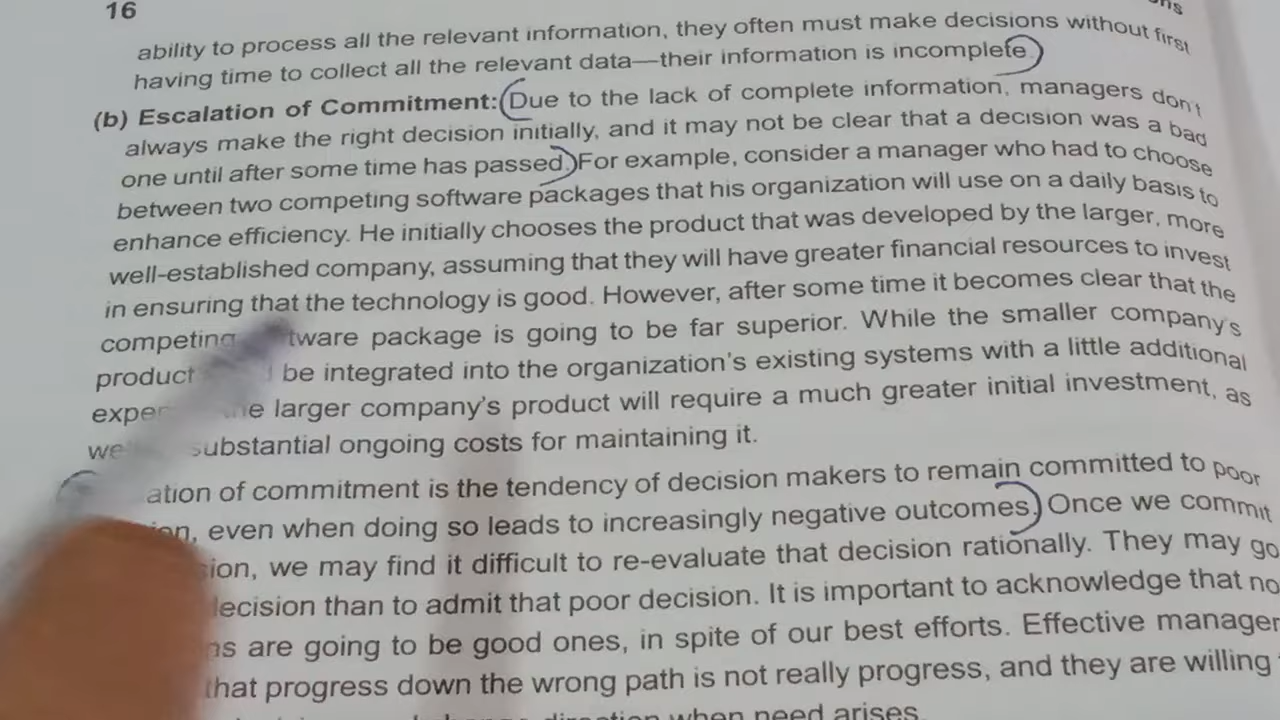 16
ability to process all the relevant information, they often must make decisions without first
having time to collect all the relevant data—their information is incomplete.
(b) Escalation of Commitment: Due to the lack of complete information, managers don't
always make the right decision initially, and it may not be clear that a decision was a bad
one until after some time has passed. For example, consider a manager who had to choose
between two competing software packages that his organization will use on a daily basis to
enhance efficiency. He initially chooses the product that was developed by the larger, more
well-established company, assuming that they will have greater financial resources to invest
in ensuring that the technology is good. However, after some time it becomes clear that the
competing package is going to be far superior. While the smaller company's
product be integrated into the organization's existing systems with a little additional
larger company's product will require a much greater initial investment, as
substantial ongoing costs for maintaining it.
of commitment is the tendency of decision makers to remain committed to poor
even when doing so leads to increasingly negative outcomes. Once we commit
we may find it difficult to re-evaluate that decision rationally. They may go
decision than to admit that poor decision. It is important to acknowledge that no
are going to be good ones, in spite of our best efforts. Effective manager
that progress down the wrong path is not really progress, and they are willing
direction when need arises.